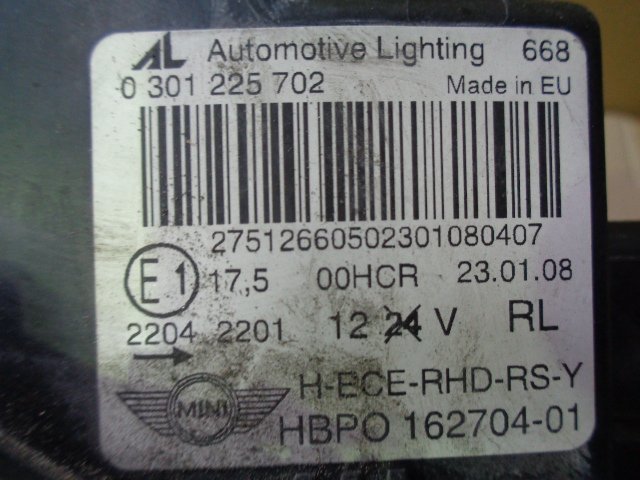 AL Automotive Lighting 668
0 301 225 702 Made in EU
27512660502301080407
E1 17,5 00HCR 23.01.08
2204 2201 12 24 V RL
H-ECE-RHD-RS-Y
MINI HBPO 162704-01